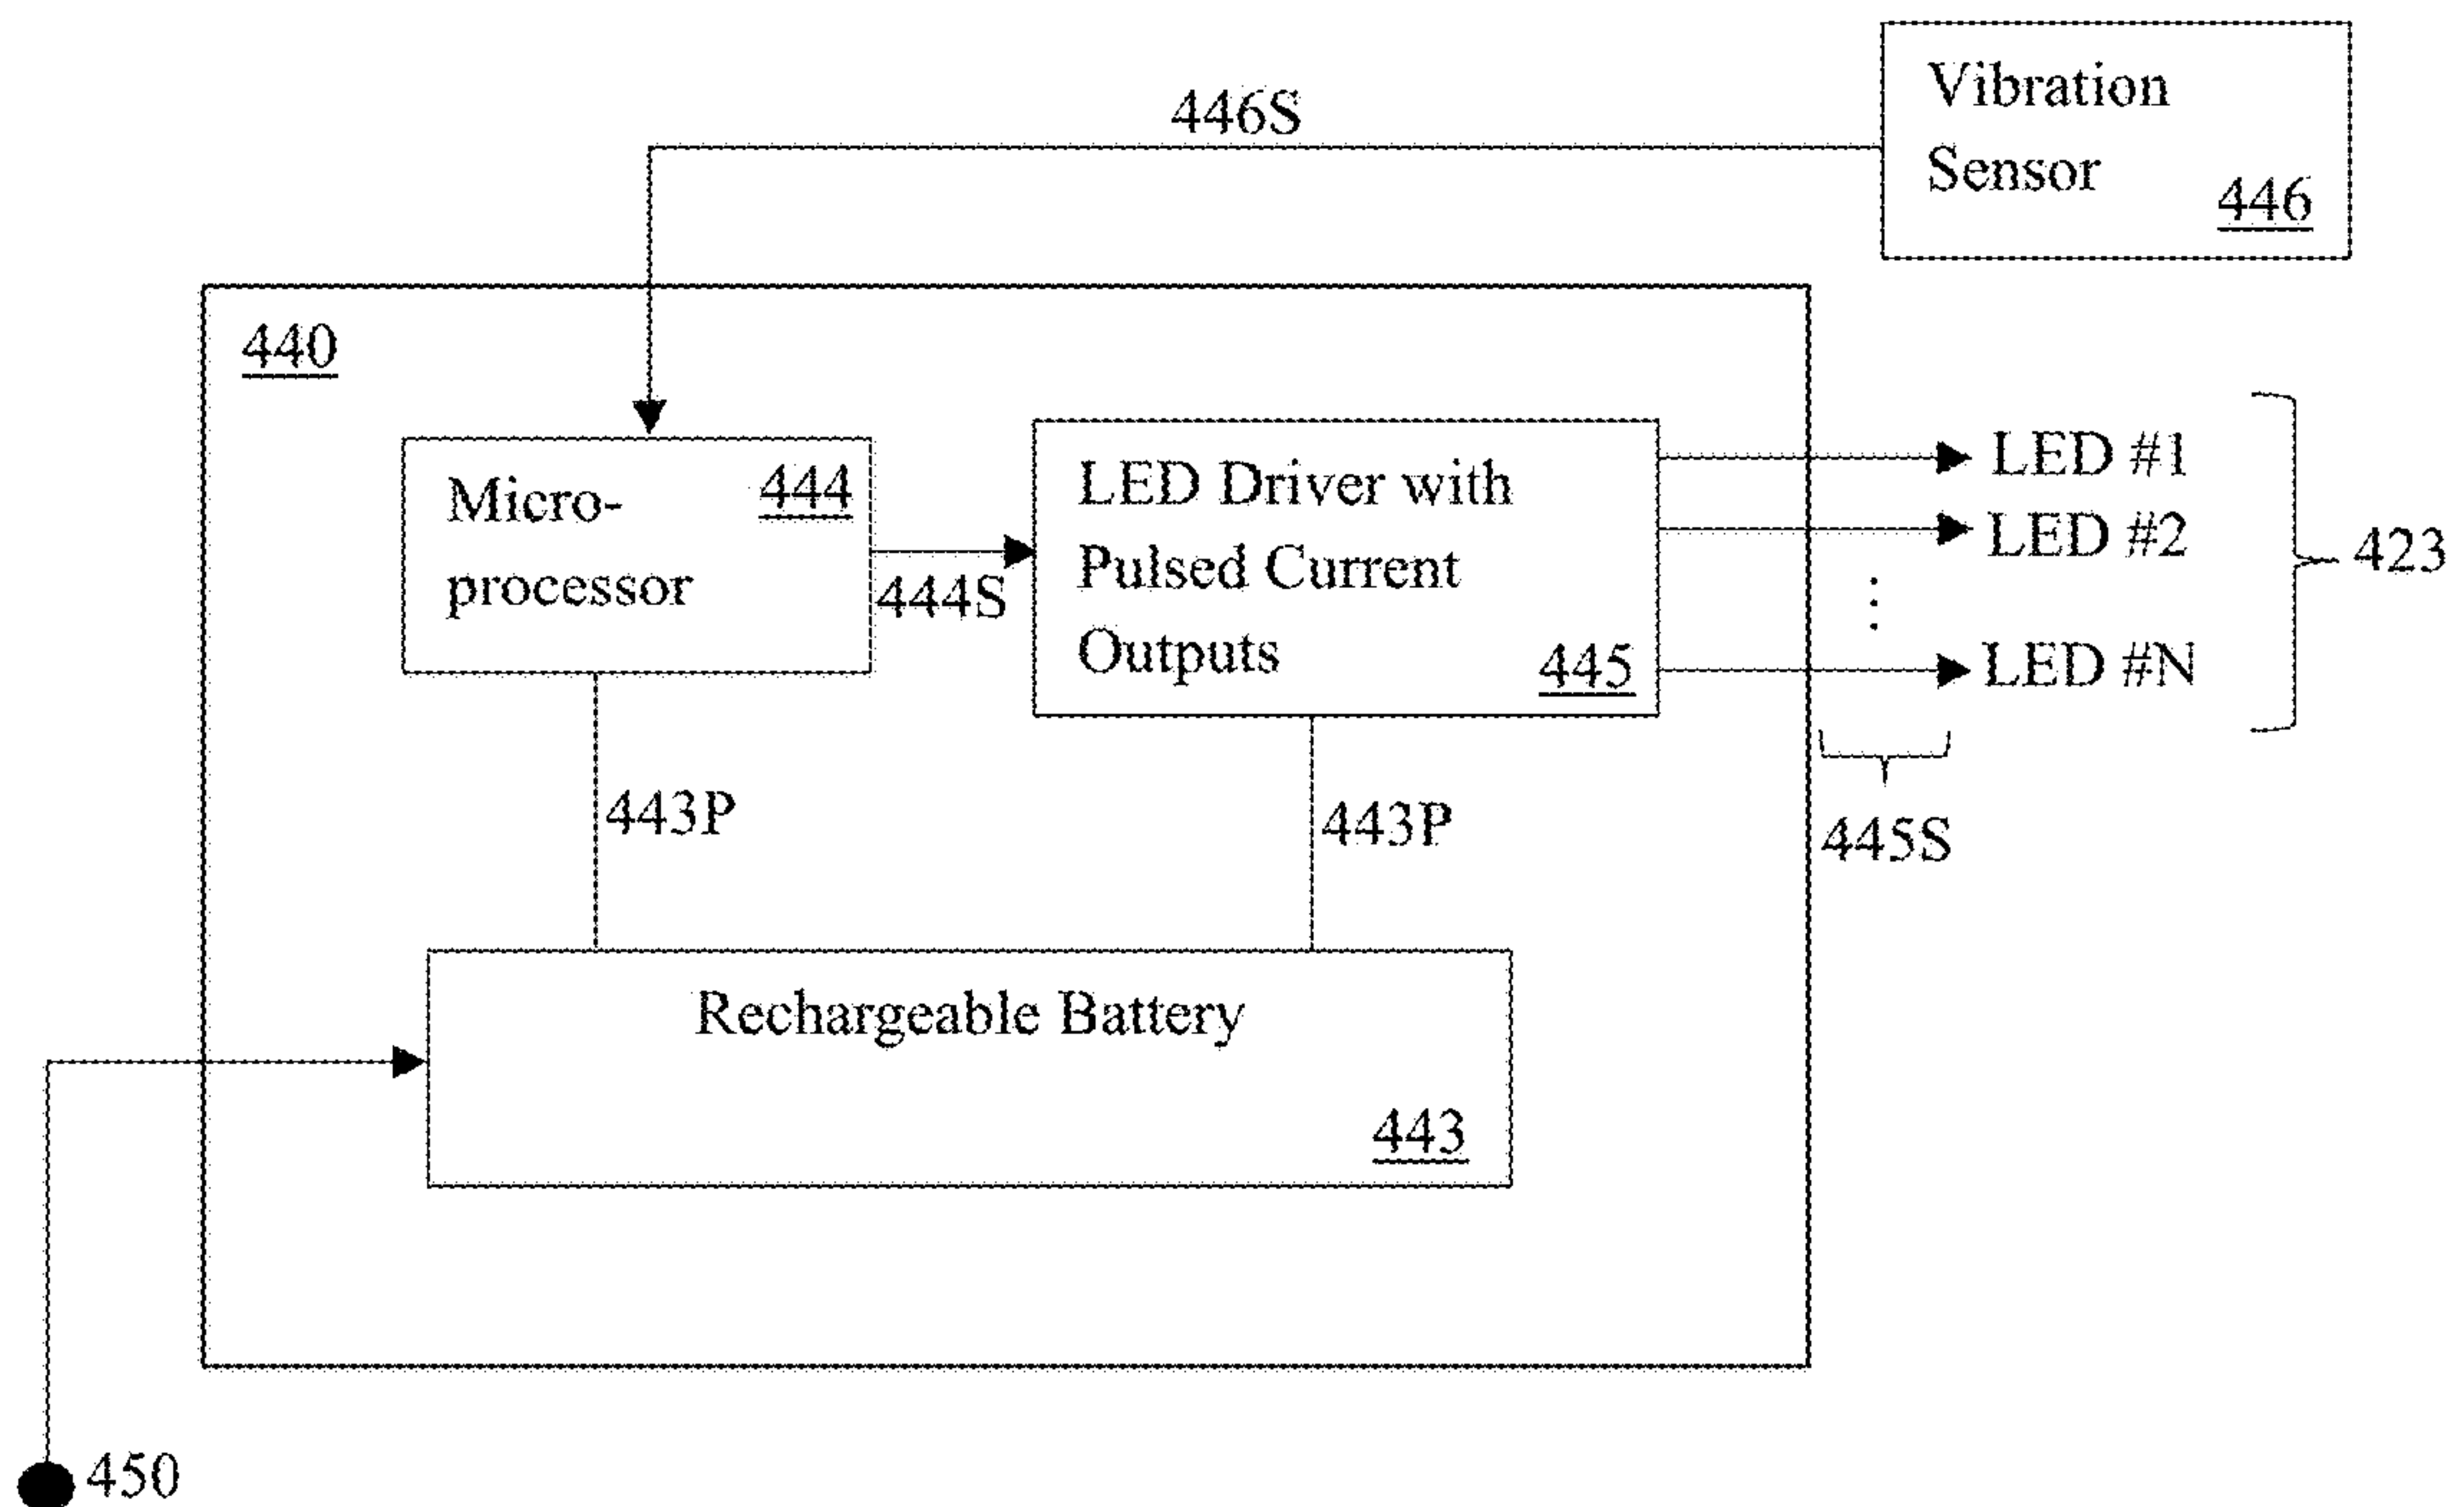 Vibration
Sensor
446
446S
440
Micro-
processor
444
444S
LED Driver with
Pulsed Current
Outputs
445
LED #1
LED #2
LED #N
423
445S
443P
443P
Rechargeable Battery
443
450